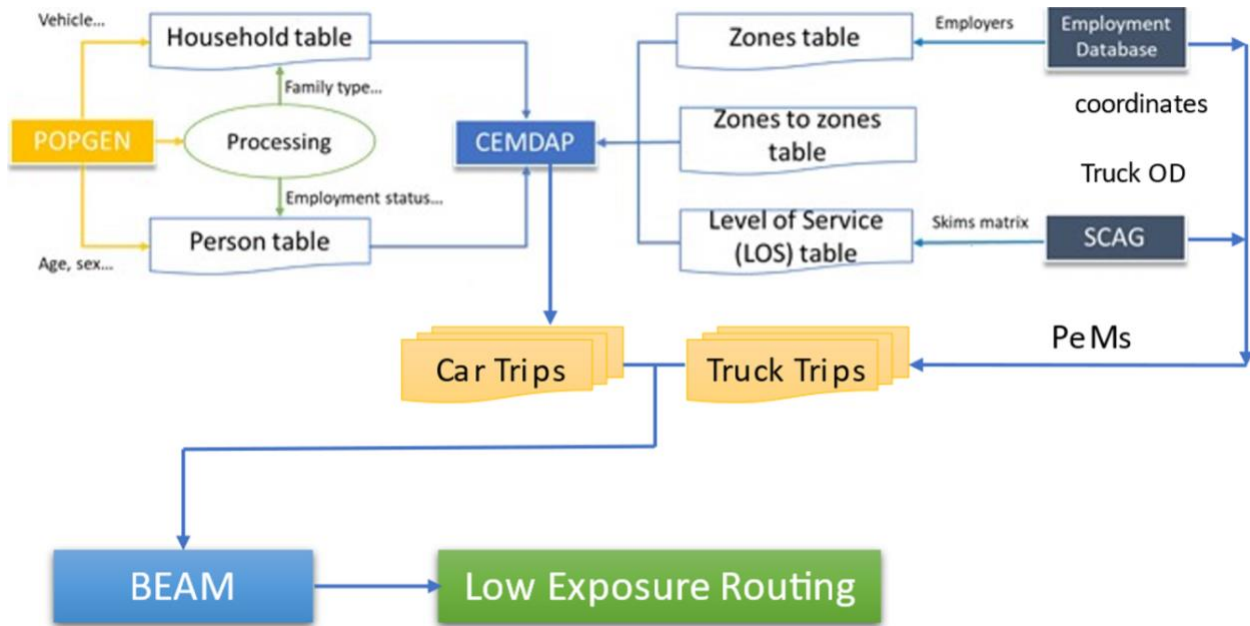 Vehicle...
Household table
Zones table
Employers
Employment
Database
Family type...
coordinates
POPGEN
Processing
CEMDAP
Zones to zones
table
Truck OD
Employment status...
Person table
Age, sex...
Level of Service
(LOS) table
Skims matrix
SCAG
PeMs
Car Trips
Truck Trips
BEAM
Low Exposure Routing